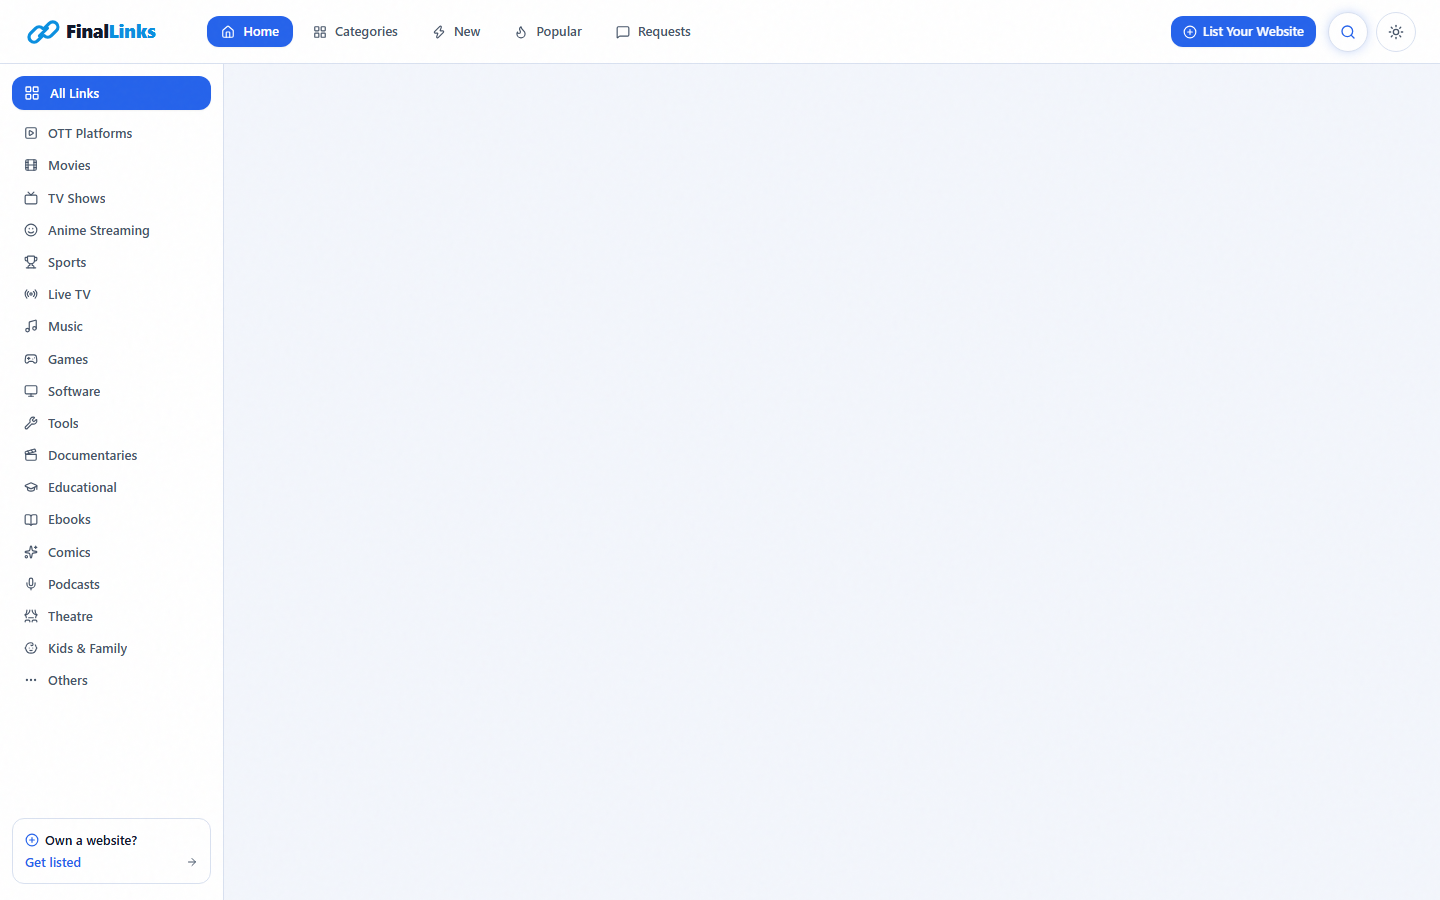 FinalLinks
Home
Categories
New
Popular
Requests
List Your Website
All Links
OTT Platforms
Movies
TV Shows
Anime Streaming
Sports
Live TV
Music
Games
Software
Tools
Documentaries
Educational
Ebooks
Comics
Podcasts
Theatre
Kids & Family
Others
Own a website?
Get listed